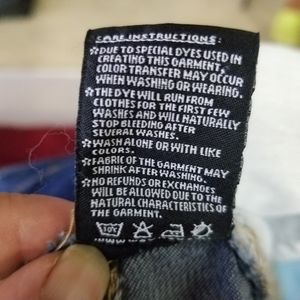 CARE INSTRUCTIONS:
☆DUE TO SPECIAL DYES USED IN
CREATING THIS GARMENT,
COLOR TRANSFER MAY OCCUR
WHEN WASHING OR WEARING.
☆THE DYE WILL RUN FROM
CLOTHES FOR THE FIRST FEW
WASHES AND WILL NATURALLY
STOP BLEEDING AFTER
SEVERAL WASHES.
☆WASH ALONE OR WITH LIKE
COLORS.
☆FABRIC OF THE GARMENT MAY
SHRINK AFTER WASHING.
☆NO REFUNDS OR EXCHANGES
WILL BE ALLOWED DUE TO THE
NATURAL CHARACTERISTICS OF
THE GARMENT.